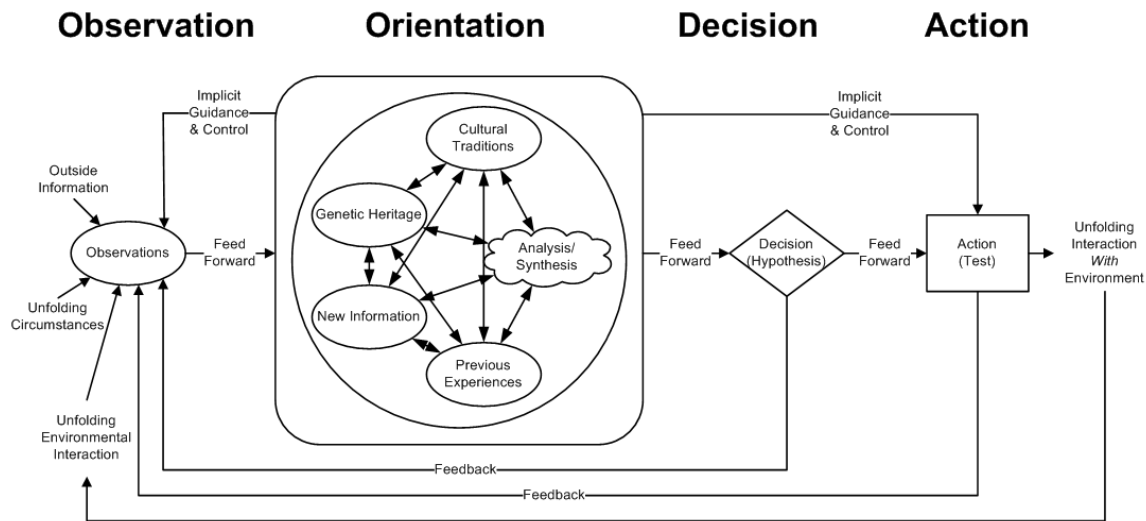 Observation
Orientation
Decision
Action
Implicit
Guidance
& Control
Outside
Information
Observations
Unfolding
Circumstances
Unfolding
Environmental
Interaction
Feed
Forward
Cultural
Traditions
Genetic Heritage
Analysis/
Synthesis
New Information
Previous
Experiences
Feed
Forward
Decision
(Hypothesis)
Feed
Forward
Implicit
Guidance
& Control
Action
(Test)
Unfolding
Interaction
With
Environment
Feedback
Feedback